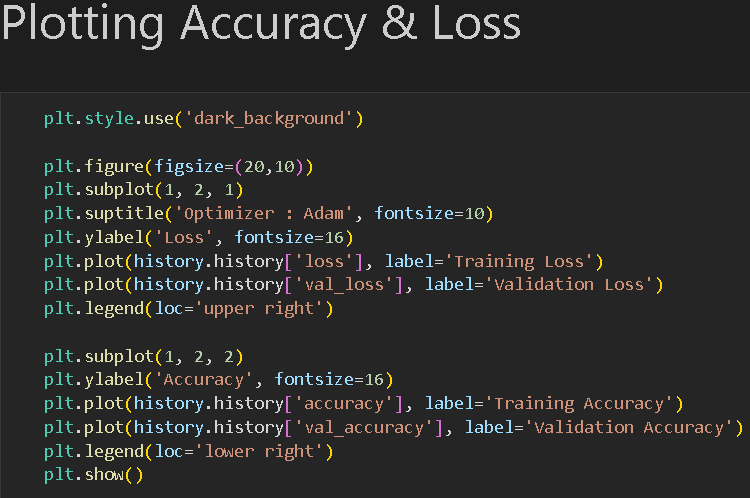 Plotting Accuracy & Loss
plt.style.use('dark_background')
plt.figure(figsize=(20,10))
plt.subplot(1, 2, 1)
plt.suptitle('Optimizer : Adam', fontsize=10)
plt.ylabel('Loss', fontsize=16)
plt.plot(history.history['loss'], label='Training Loss')
plt.plot(history.history['val_loss'], label='Validation Loss')
plt.legend(loc='upper right')
plt.subplot(1, 2, 2)
plt.ylabel('Accuracy', fontsize=16)
plt.plot(history.history['accuracy'], label='Training Accuracy')
plt.plot(history.history['val_accuracy'], label='Validation Accuracy')
plt.legend(loc='lower right')
plt.show()